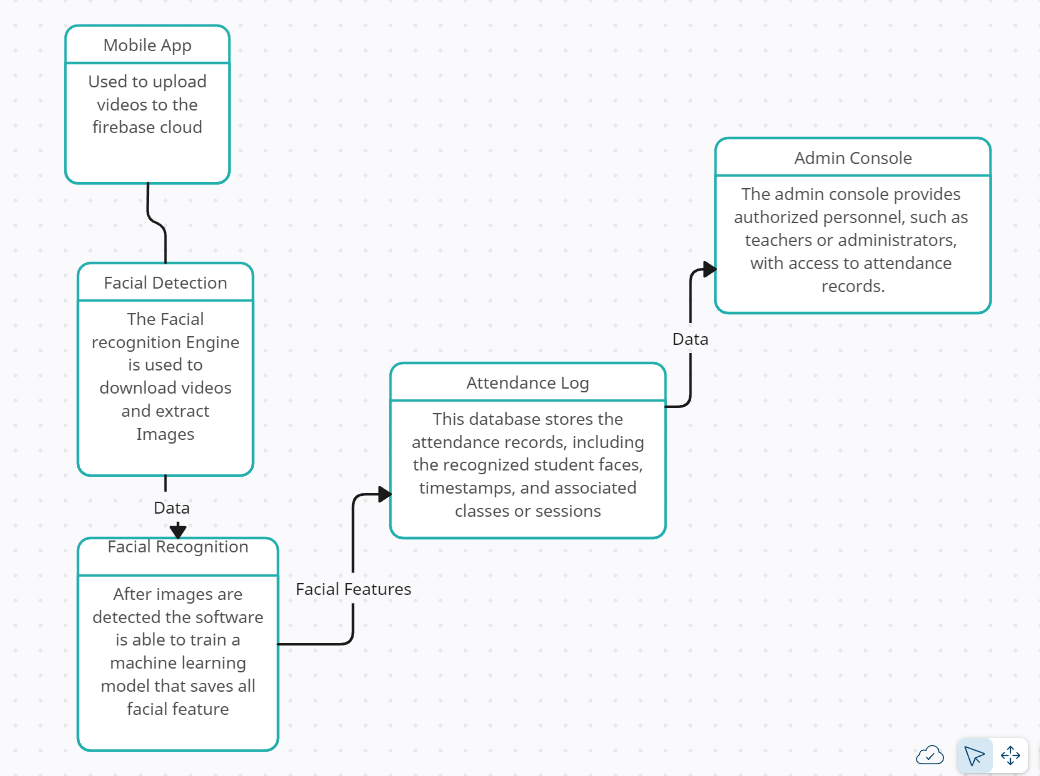 Mobile App
Used to upload
videos to the
firebase cloud
Facial Detection
The Facial
recognition Engine
is used to
download videos
and extract
Images
Data
Facial Recognition
After images are
detected the software
is able to train a
machine learning
model that saves all
facial feature
Facial Features
Attendance Log
This database stores the
attendance records, including
the recognized student faces,
timestamps, and associated
classes or sessions
Data
Admin Console
The admin console provides
authorized personnel, such as
teachers or administrators,
with access to attendance
records.